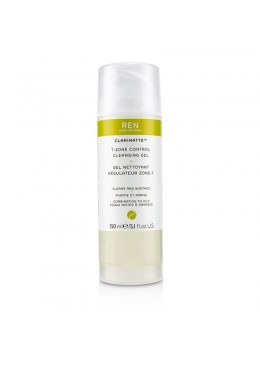 REN
CLARIMATTE™
T-ZONE CONTROL
CLEANSING GEL
GEL NETTOYANT
RÉGULATEUR ZONE-T
CLEARS AND SOOTHES
PURIFIE ET APAISE
COMBINATION TO OILY
PEAUX MIXTES À GRASSES
150 ml℮/5.1 fl.oz.US.